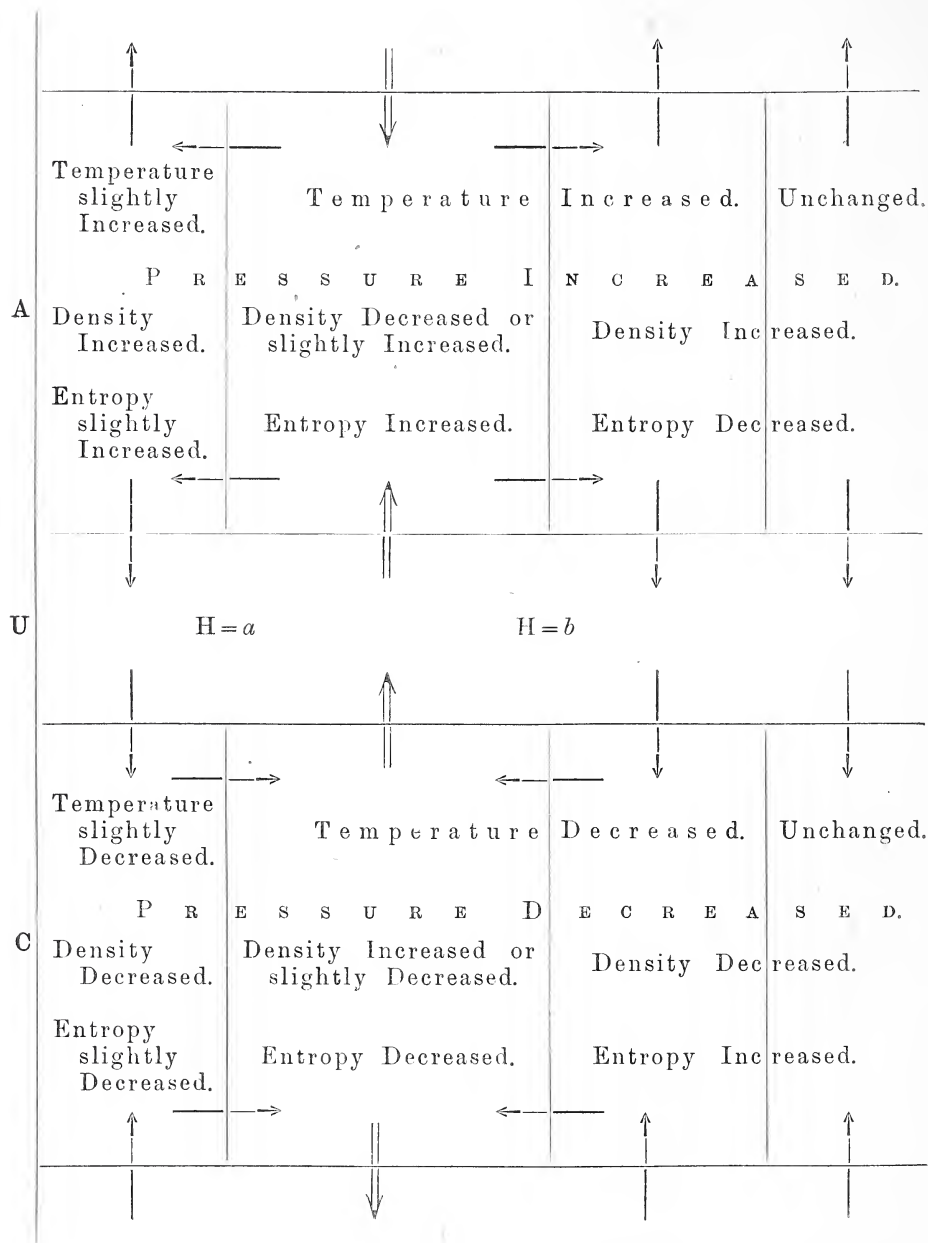 Temperature
slightly
Increased.
Temperature Increased. Unchanged.
PRESSURE INCREASED.
A
Density
Increased.
Density Decreased or
slightly Increased.
Density Increased.
Entropy
slightly
Increased.
Entropy Increased.
Entropy Decreased.
U
H = a
H = b
Temperature
slightly
Decreased.
Temperature Decreased. Unchanged.
PRESSURE DECREASED.
C
Density
Decreased.
Density Increased or
slightly Decreased.
Density Decreased.
Entropy
slightly
Decreased.
Entropy Decreased.
Entropy Increased.